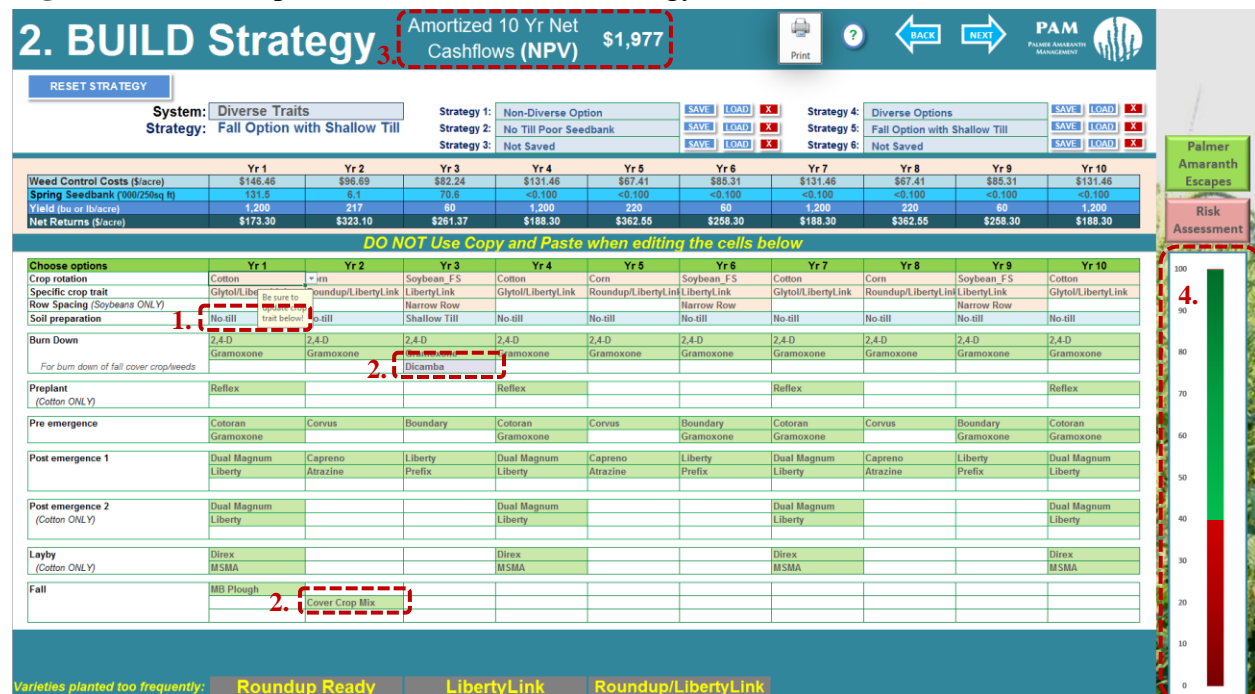 2. BUILD Strategy
3.
Amortized 10 Yr Net
Cashflows (NPV)
$1,977
Print
?
BACK
NEXT
PAM
PALMER AMARANTH
MANAGEMENT
RESET STRATEGY
System: Diverse Traits
Strategy: Fall Option with Shallow Till
Strategy 1: Non-Diverse Option SAVE LOAD X
Strategy 2: No Till Poor Seedbank SAVE LOAD X
Strategy 3: Not Saved SAVE LOAD X
Strategy 4: Diverse Options SAVE LOAD X
Strategy 5: Fall Option with Shallow Till SAVE LOAD X
Strategy 6: Not Saved SAVE LOAD X
Palmer
Amaranth
Escapes
Risk
Assessment
Yr 1 Yr 2 Yr 3 Yr 4 Yr 5 Yr 6 Yr 7 Yr 8 Yr 9 Yr 10
Weed Control Costs ($/acre) $146.46 $96.69 $82.24 $131.46 $67.41 $85.31 $131.46 $67.41 $85.31 $131.46
Spring Seedbank ('000/250sq ft) 131.5 6.1 70.6 <0.100 <0.100 <0.100 <0.100 <0.100 <0.100 <0.100
Yield (bu or lb/acre) 1,200 217 60 1,200 220 60 1,200 220 60 1,200
Net Returns ($/acre) $173.30 $323.10 $261.37 $188.30 $362.55 $258.30 $188.30 $362.55 $258.30 $188.30
DO NOT Use Copy and Paste when editing the cells below
Choose options Yr 1 Yr 2 Yr 3 Yr 4 Yr 5 Yr 6 Yr 7 Yr 8 Yr 9 Yr 10
Crop rotation Cotton Soybean_FS Cotton Corn Soybean_FS Cotton Corn Soybean_FS Cotton
Specific crop trait LibertyLink Glytol/LibertyLink Roundup/LibertyLink LibertyLink Glytol/LibertyLink Roundup/LibertyLink LibertyLink Glytol/LibertyLink
Row Spacing (Soybeans ONLY) Narrow Row Narrow Row Narrow Row
Be sure to
update crop
trait below!
1.
Soil preparation No-till Shallow Till No-till No-till No-till No-till No-till No-till No-till
Burn Down 2,4-D 2,4-D 2,4-D 2,4-D 2,4-D 2,4-D 2,4-D 2,4-D 2,4-D 2,4-D
Gramoxone Gramoxone Gramoxone Gramoxone Gramoxone Gramoxone Gramoxone Gramoxone Gramoxone Gramoxone
For burn down of fall cover crop/weeds 2. Dicamba
Preplant Reflex Reflex Reflex Reflex
(Cotton ONLY)
Pre emergence Cotoran Corvus Boundary Cotoran Corvus Boundary Cotoran Corvus Boundary Cotoran
Gramoxone Gramoxone Gramoxone Gramoxone Gramoxone Gramoxone
Post emergence 1 Dual Magnum Capreno Liberty Dual Magnum Capreno Liberty Dual Magnum Capreno Liberty Dual Magnum
Liberty Atrazine Prefix Liberty Atrazine Prefix Liberty Atrazine Prefix Liberty
Post emergence 2 Dual Magnum Dual Magnum Dual Magnum Dual Magnum
(Cotton ONLY) Liberty Liberty Liberty Liberty
Layby Direx Direx Direx Direx
(Cotton ONLY) MSMA MSMA MSMA MSMA
Fall MB Plough
2. Cover Crop Mix
4.
100
90
80
70
60
50
40
30
20
10
0
Varieties planted too frequently: Roundup Ready LibertyLink Roundup/LibertyLink